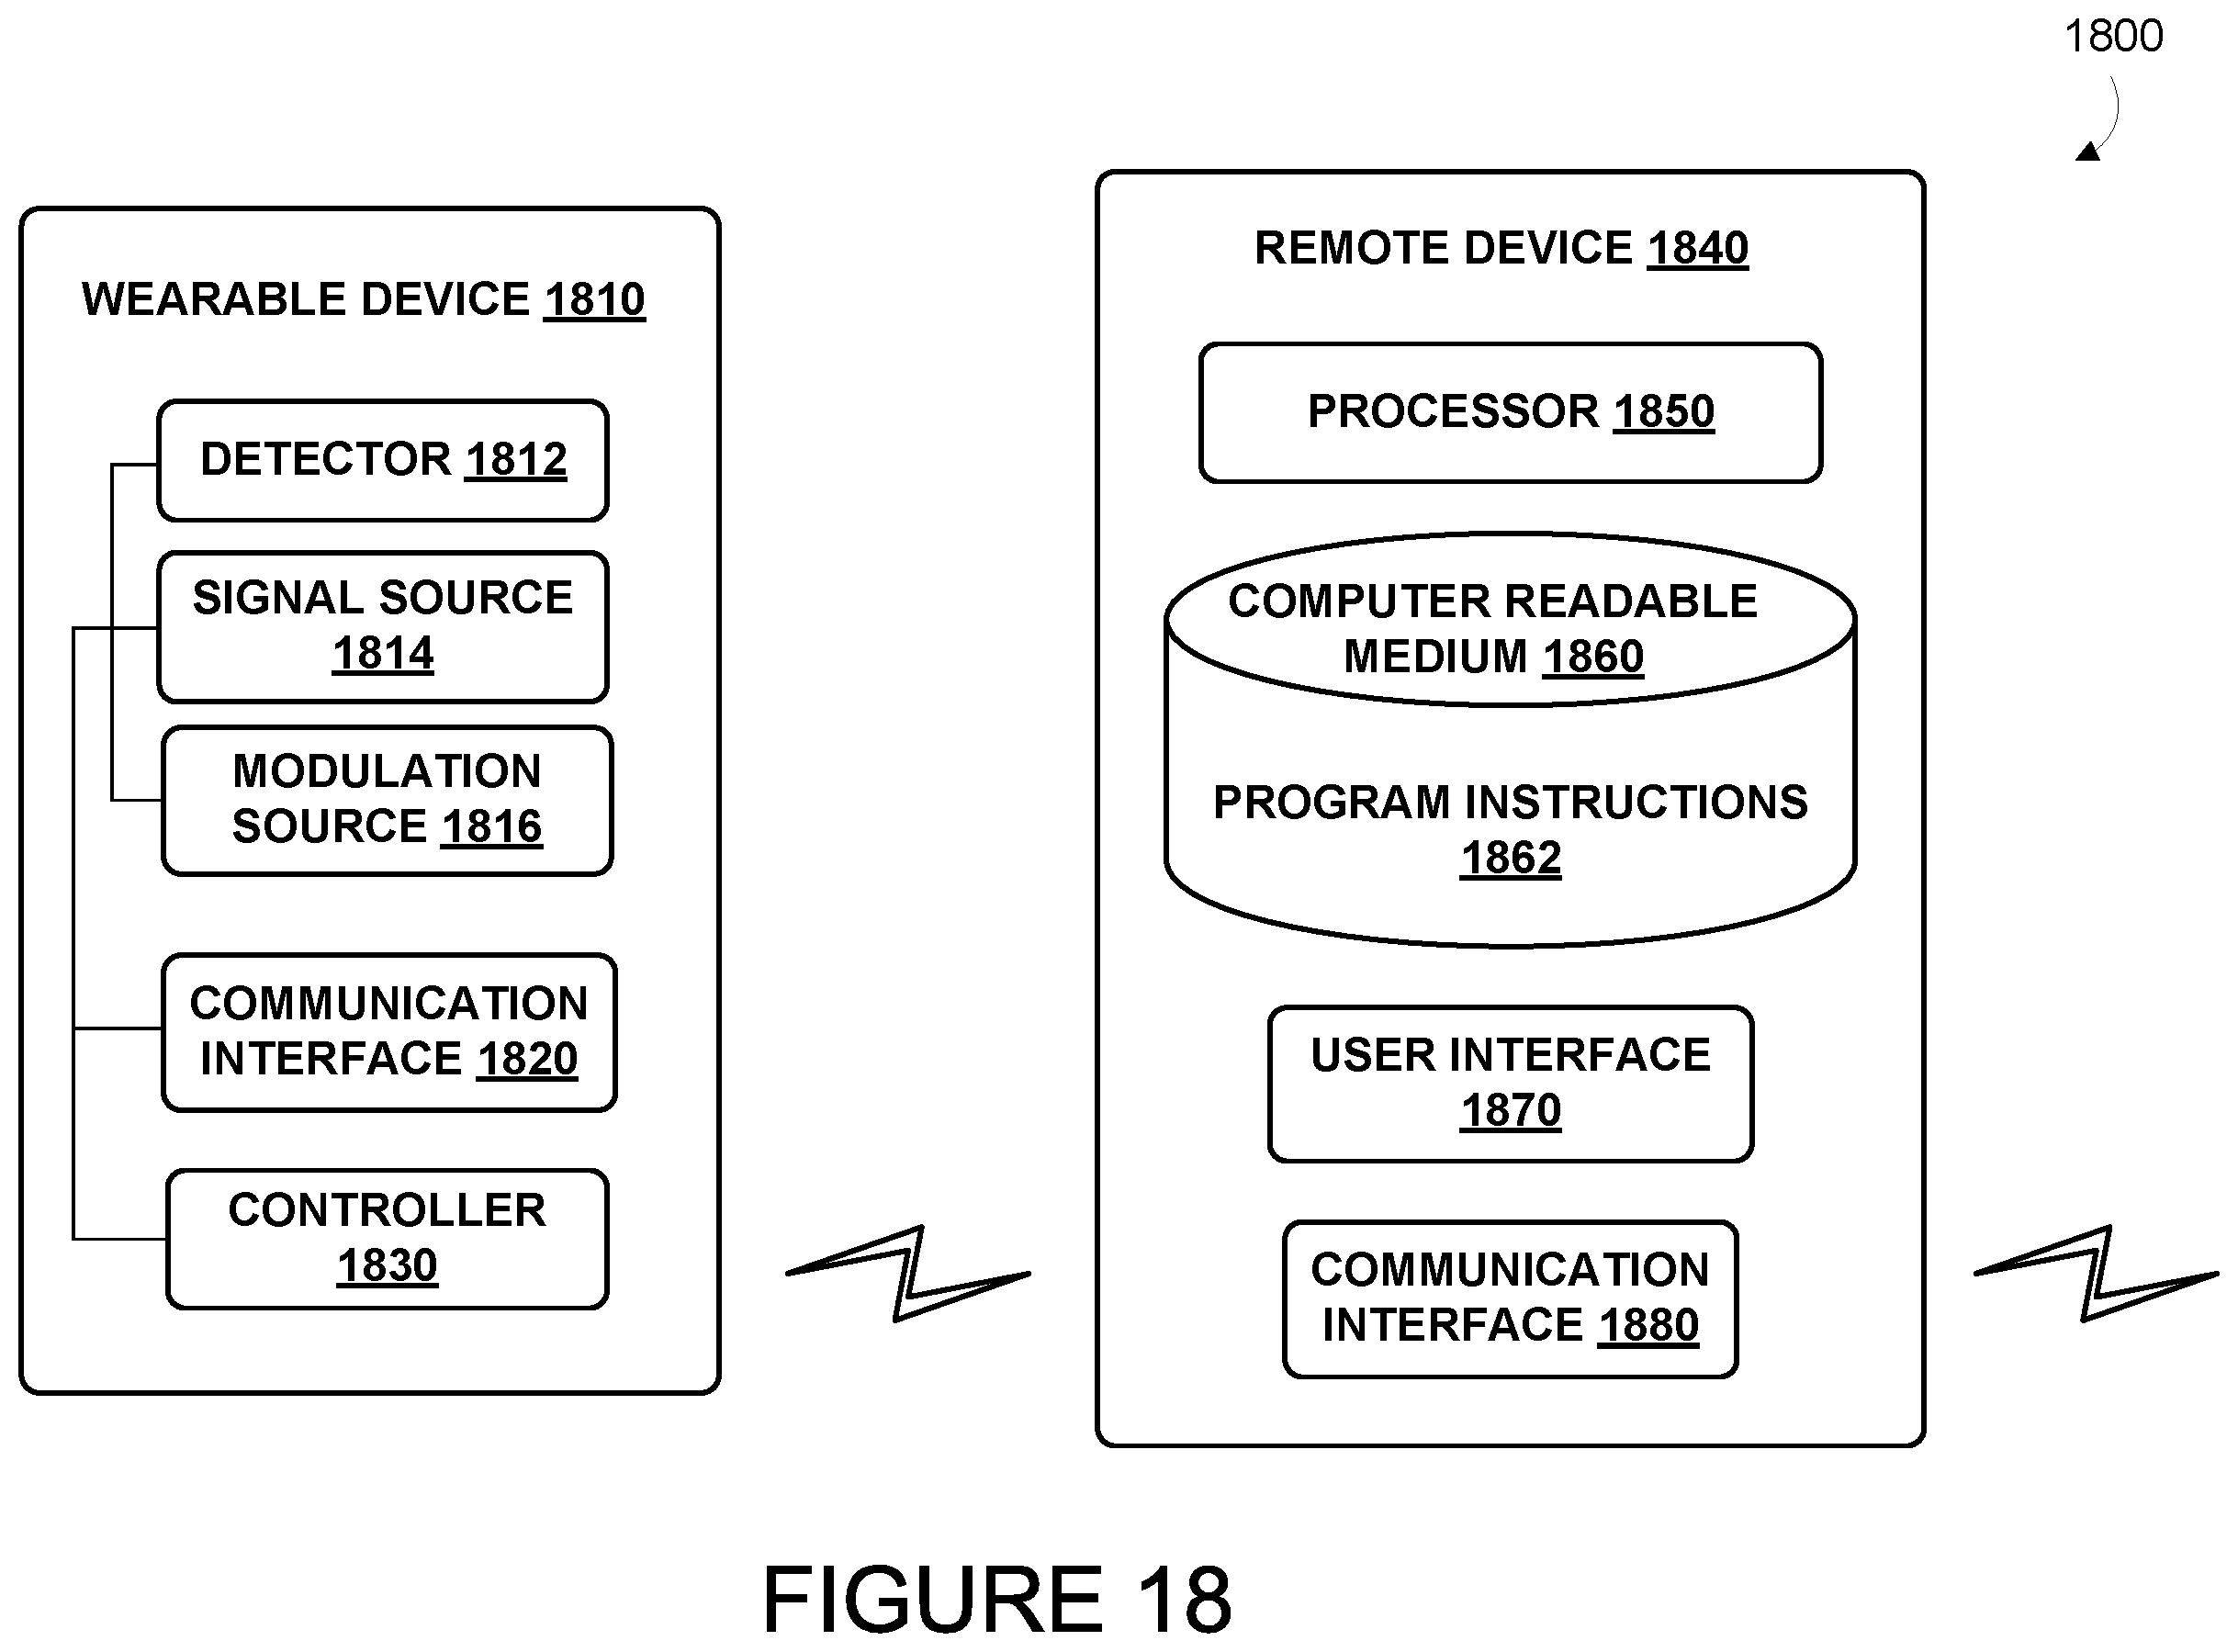 1800
WEARABLE DEVICE 1810
DETECTOR 1812
SIGNAL SOURCE
1814
MODULATION
SOURCE 1816
COMMUNICATION
INTERFACE 1820
CONTROLLER
1830
REMOTE DEVICE 1840
PROCESSOR 1850
COMPUTER READABLE
MEDIUM 1860
PROGRAM INSTRUCTIONS
1862
USER INTERFACE
1870
COMMUNICATION
INTERFACE 1880
FIGURE 18